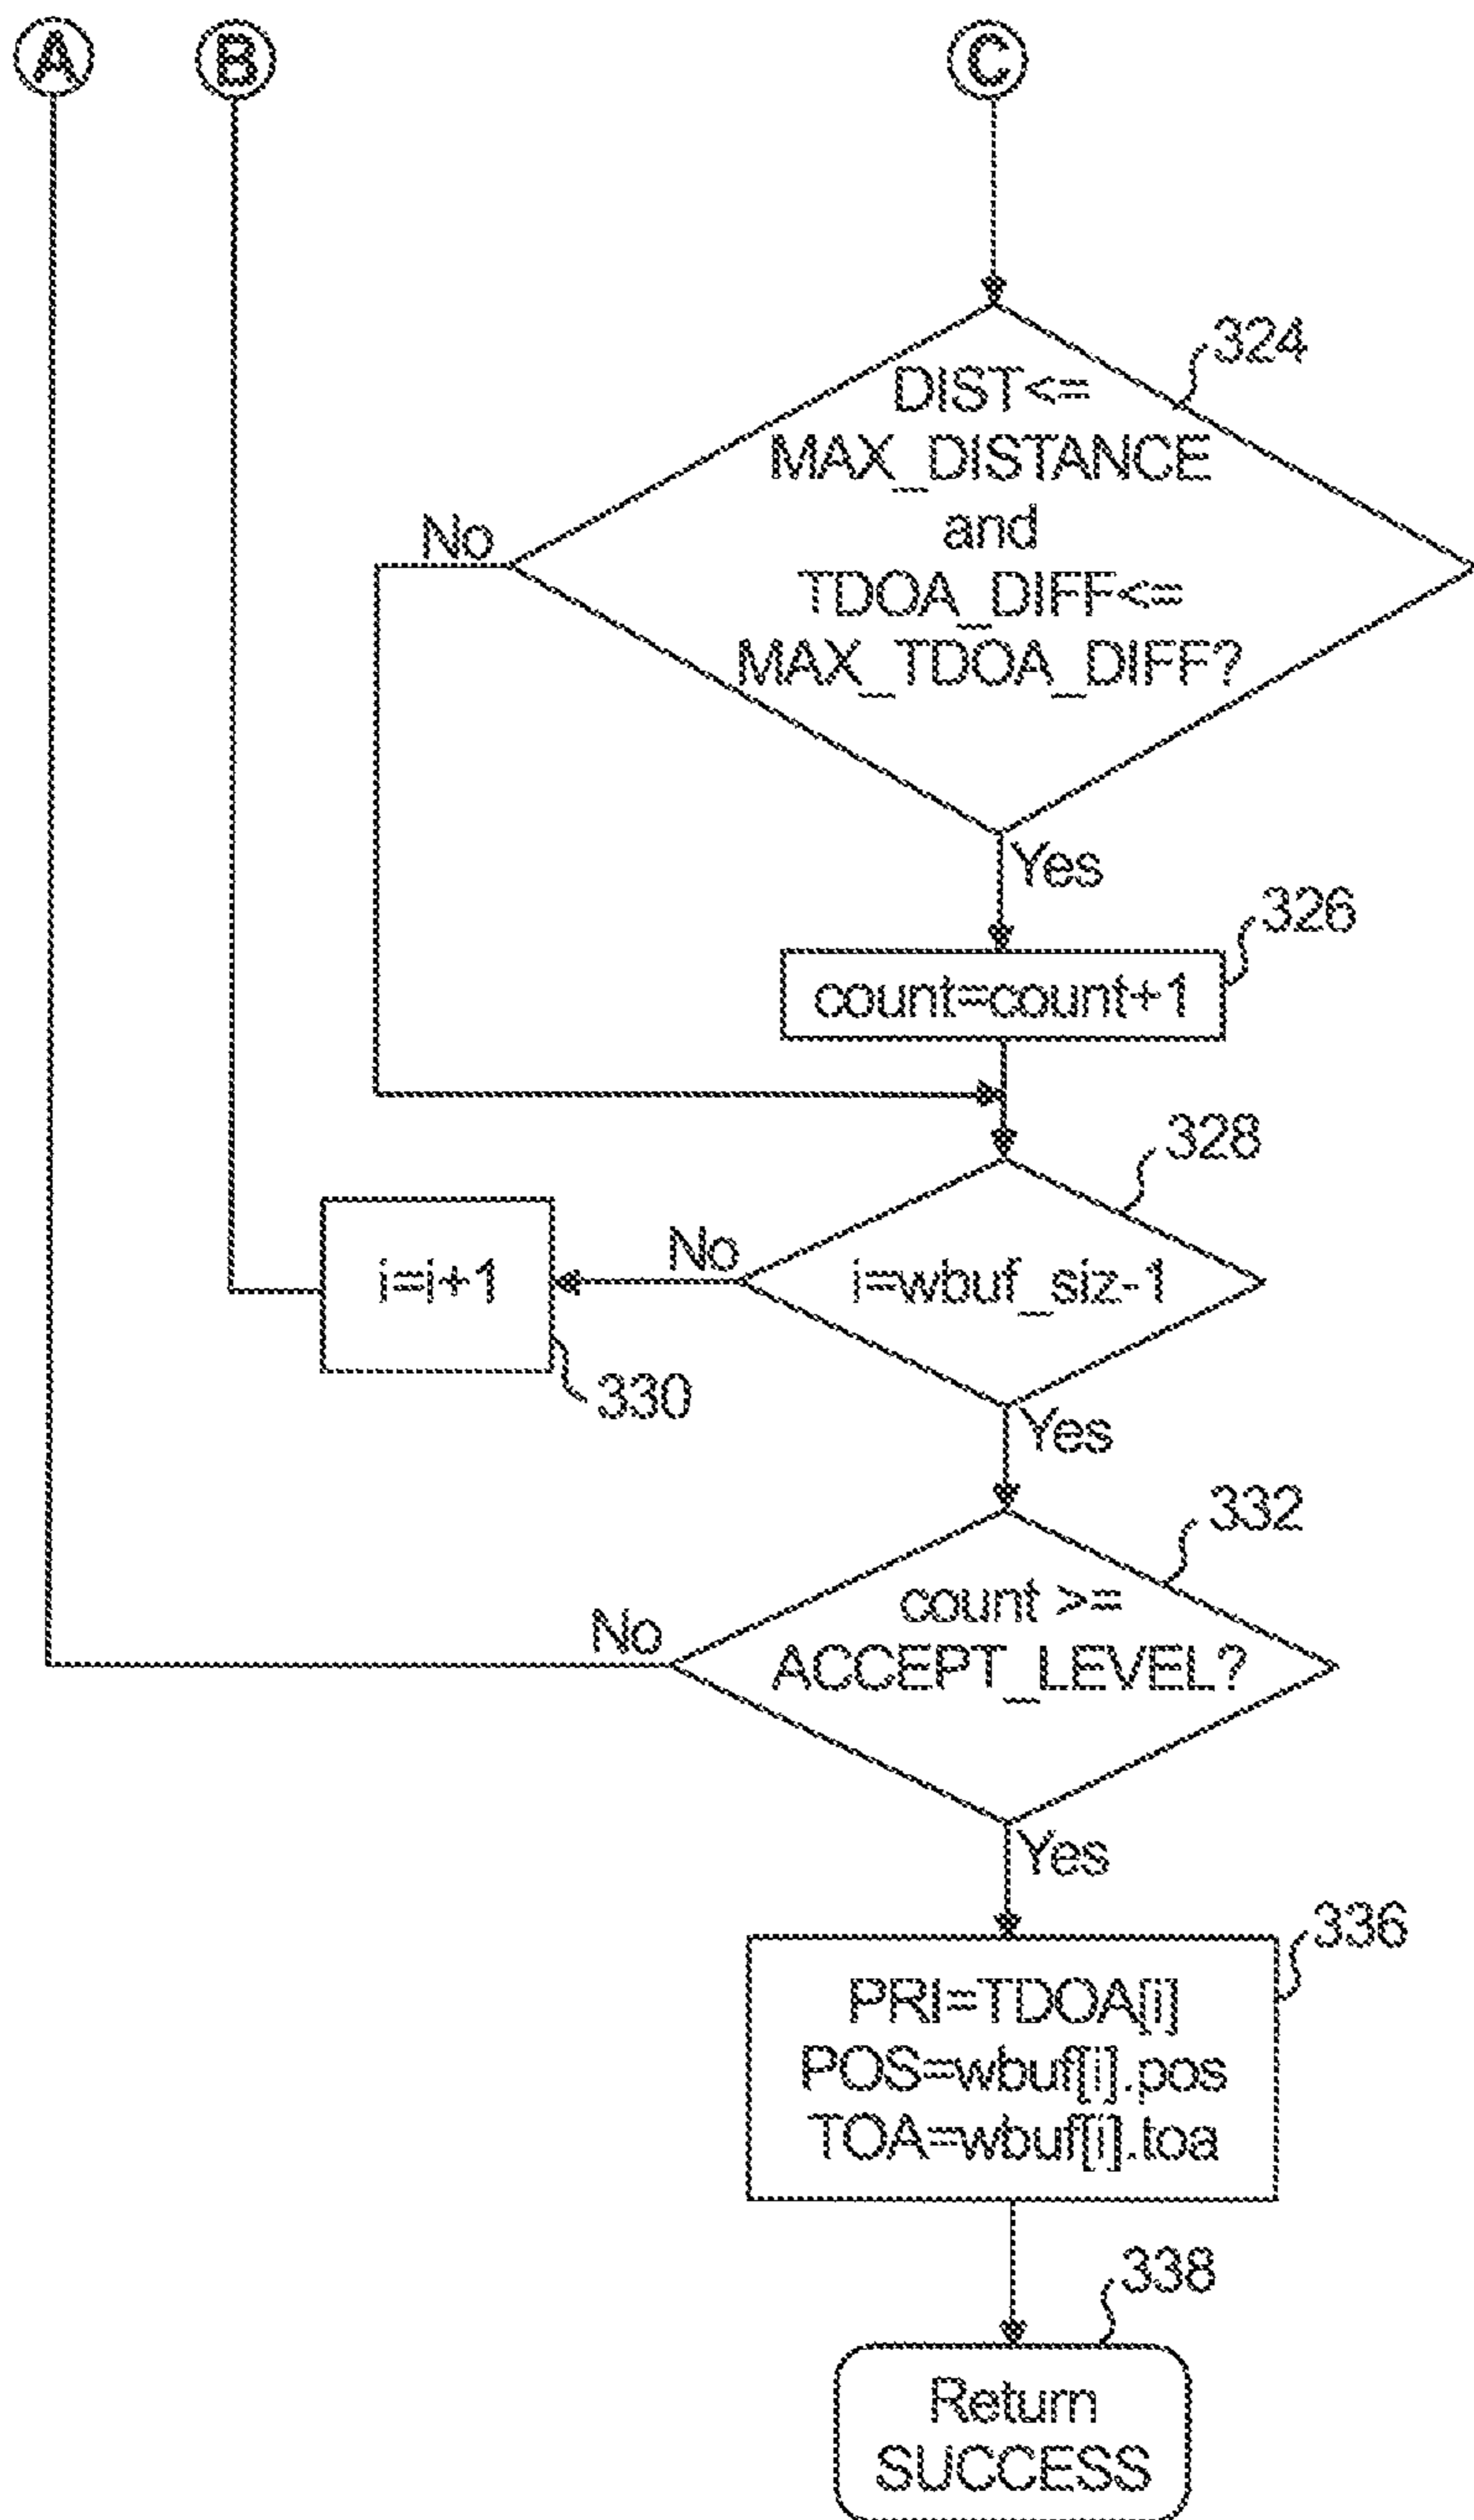 A
B
C
324
DIST<=
MAX_DISTANCE
and
TDOA_DIFF<=
MAX_TDOA_DIFF?
No
Yes
326
count=count+1
328
i=wbuf_siz-1
No
i=i+1
330
Yes
332
count >=
ACCEPT_LEVEL?
No
Yes
336
PRI=TDOA[i]
POS=wbuf[i].pos
TOA=wbuf[i].toa
338
Return
SUCCESS